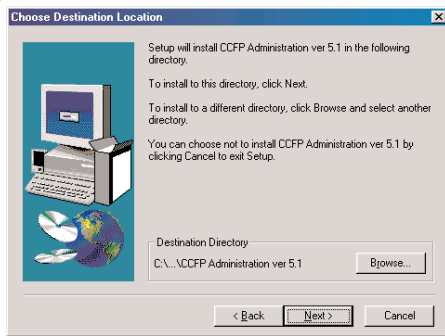 Choose Destination Location
Setup will install CCFP Administration ver 5.1 in the following
directory.
To install to this directory, click Next.
To install to a different directory, click Browse and select another
directory.
You can choose not to install CCFP Administration ver 5.1 by
clicking Cancel to exit Setup.
Destination Directory
C:\...\CCFP Administration ver 5.1
Browse...
< Back
Next >
Cancel